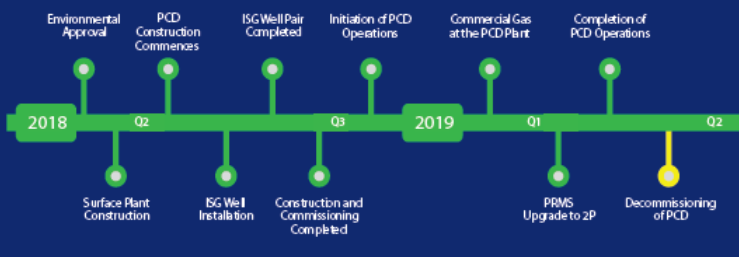 Environmental
Approval
PCD
Construction
Commences
ISG Well Pair
Completed
Initiation of PCD
Operations
Commercial Gas
at the PCD Plant
Completion of
PCD Operations
2018
Q2
Q3
2019
Q1
Q2
Surface Plant
Construction
ISG Well
Installation
Construction and
Commissioning
Completed
PRMS
Upgrade to 2P
Decommissioning
of PCD